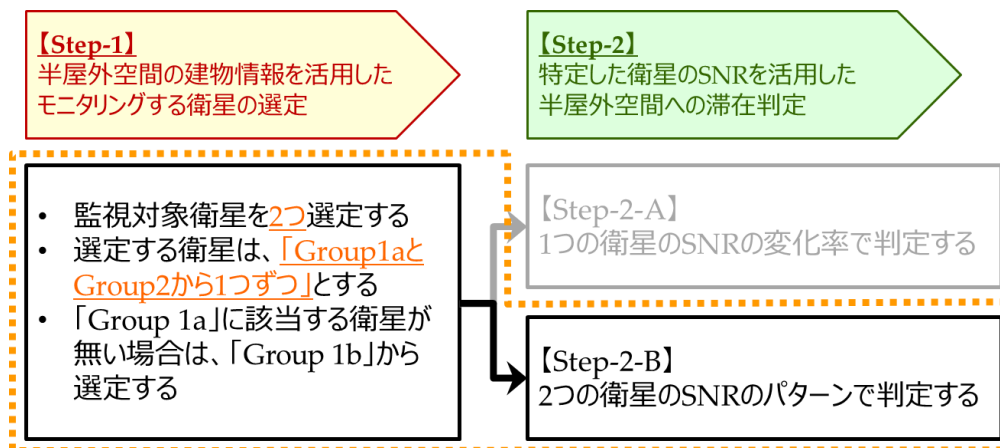 【Step-1】
半屋外空間の建物情報を活用した
モニタリングする衛星の選定
【Step-2】
特定した衛星のSNRを活用した
半屋外空間への滞在判定
• 監視対象衛星を2つ選定する
• 選定する衛星は、「Group1aと
Group2から1つずつ」とする
• 「Group 1a」に該当する衛星が
無い場合は、「Group 1b」から
選定する
【Step-2-A】
1つの衛星のSNRの変化率で判定する
【Step-2-B】
2つの衛星のSNRのパターンで判定する